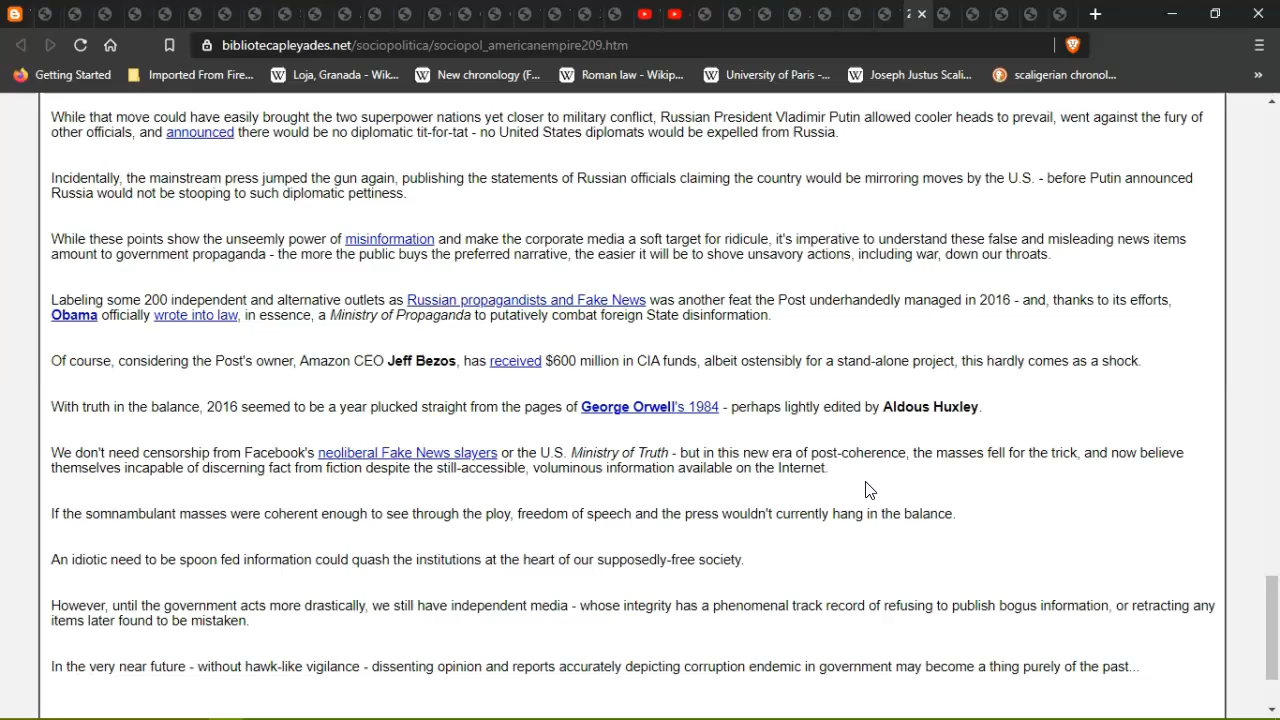 2
bibliotecapleyades.net/sociopolitica/sociopol_americanempire209.htm
Getting Started Imported From Fire... Loja, Granada - Wik... New chronology (F... Roman law - Wikip... University of Paris -... Joseph Justus Scali... scaligerian chronol... »
While that move could have easily brought the two superpower nations yet closer to military conflict, Russian President Vladimir Putin allowed cooler heads to prevail, went against the fury of
other officials, and announced there would be no diplomatic tit-for-tat - no United States diplomats would be expelled from Russia.
Incidentally, the mainstream press jumped the gun again, publishing the statements of Russian officials claiming the country would be mirroring moves by the U.S. - before Putin announced
Russia would not be stooping to such diplomatic pettiness.
While these points show the unseemly power of misinformation and make the corporate media a soft target for ridicule, it's imperative to understand these false and misleading news items
amount to government propaganda - the more the public buys the preferred narrative, the easier it will be to shove unsavory actions, including war, down our throats.
Labeling some 200 independent and alternative outlets as Russian propagandists and Fake News was another feat the Post underhandedly managed in 2016 - and, thanks to its efforts,
Obama officially wrote into law, in essence, a Ministry of Propaganda to putatively combat foreign State disinformation.
Of course, considering the Post's owner, Amazon CEO Jeff Bezos, has received $600 million in CIA funds, albeit ostensibly for a stand-alone project, this hardly comes as a shock.
With truth in the balance, 2016 seemed to be a year plucked straight from the pages of George Orwell's 1984 - perhaps lightly edited by Aldous Huxley.
We don't need censorship from Facebook's neoliberal Fake News slayers or the U.S. Ministry of Truth - but in this new era of post-coherence, the masses fell for the trick, and now believe
themselves incapable of discerning fact from fiction despite the still-accessible, voluminous information available on the Internet.
If the somnambulant masses were coherent enough to see through the ploy, freedom of speech and the press wouldn't currently hang in the balance.
An idiotic need to be spoon fed information could quash the institutions at the heart of our supposedly-free society.
However, until the government acts more drastically, we still have independent media - whose integrity has a phenomenal track record of refusing to publish bogus information, or retracting any
items later found to be mistaken.
In the very near future - without hawk-like vigilance - dissenting opinion and reports accurately depicting corruption endemic in government may become a thing purely of the past...